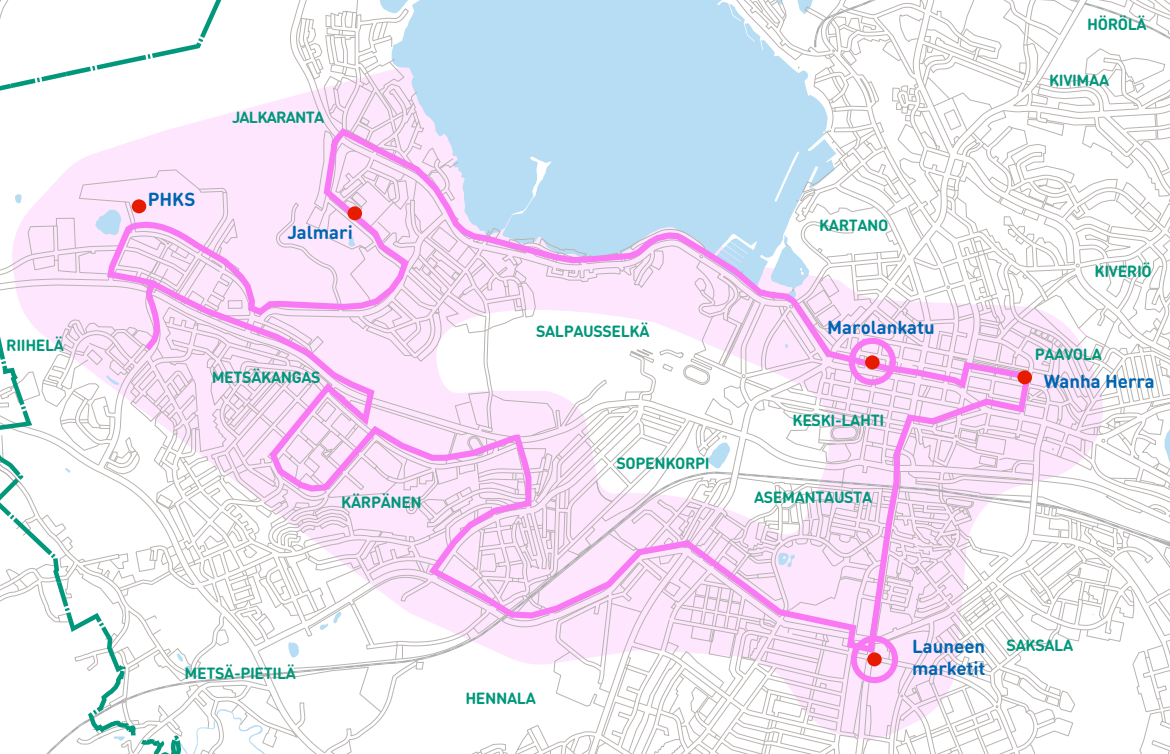 HÖRÖLÄ
KIVIMAA
JALKARANTA
PHKS
Jalmari
KARTANO
KIVERIÖ
SALPAUSSELKÄ
Marolankatu
RIIHELÄ
PAAVOLA
METSÄKANGAS
Wanha Herra
KESKI-LAHTI
SOPENKORPI
KÄRPÄNEN
ASEMANTAUSTA
Launeen
marketit
SAKSALA
METSÄ-PIETILÄ
HENNALA